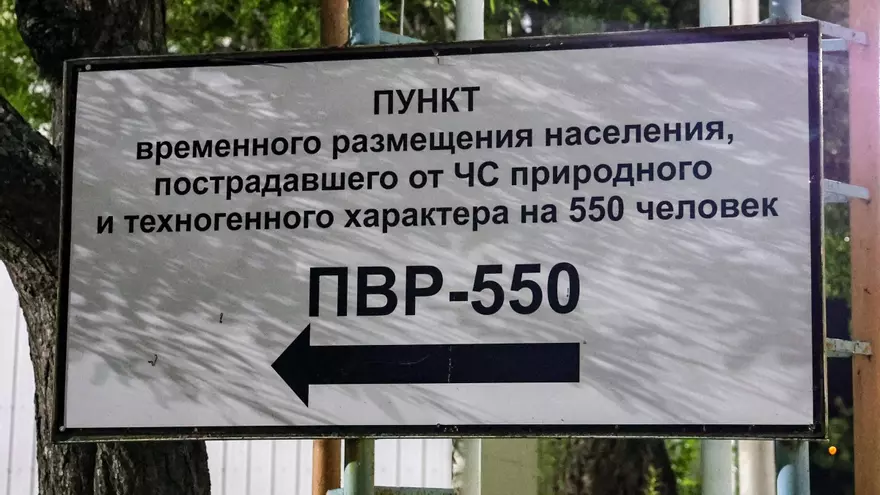 ПУНКТ
временного размещения населения,
пострадавшего от ЧС природного
и техногенного характера на 550 человек
ПВР-550